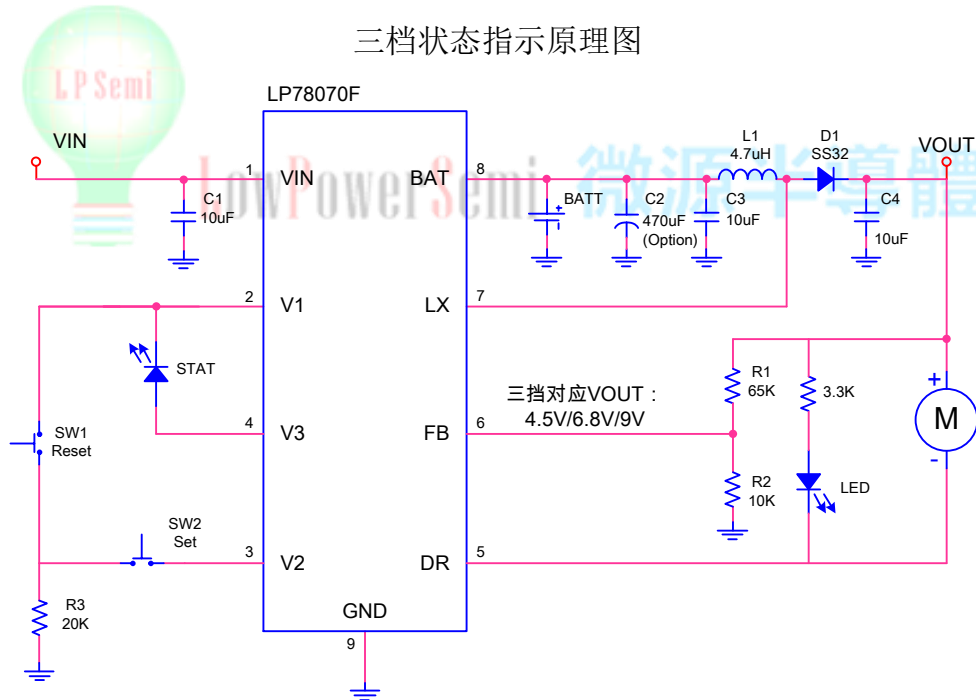 三档状态指示原理图
LP Semi
LowPowerSemi 微源半導體
LP78070F
VIN
1
VIN
C1
10uF
BAT
8
BATT
C2
470uF
(Option)
C3
10uF
L1
4.7uH
D1
SS32
VOUT
C4
10uF
2
V1
LX
7
STAT
4
V3
SW1
Reset
三挡对应VOUT：
4.5V/6.8V/9V
FB
6
R1
65K
3.3K
+
M
-
R2
10K
LED
SW2
Set
3
V2
DR
5
R3
20K
GND
9